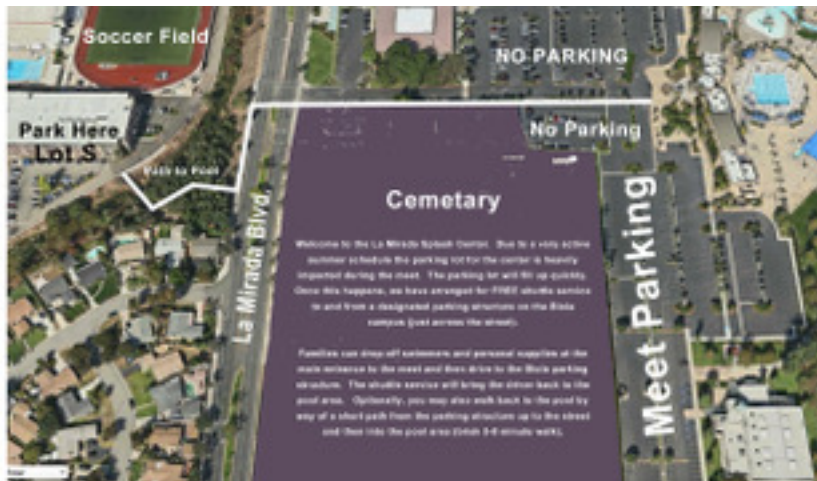 Soccer Field
NO PARKING
Park Here
Lot S
No Parking
Path to Pool
Cemetary
La Mirada Blvd.
Meet Parking
Welcome to the La Mirada Splash Center. Due to a very active
summer schedule the parking lot for the center is heavily
impacted during the meet. The parking lot will fill up quickly.
Once this happens, we have arranged for FREE shuttle service
to and from a designated parking structure on the Biola
campus (just across the street).
Families can drop off swimmers and personal supplies at the
main entrance to the meet and then drive to the Biola parking
structure. The shuttle service will bring the driver back to the
pool area. Optionally, you may also walk back to the pool by
way of a short path from the parking structure up to the street
and then into the pool area (brisk 5-8 minute walk).